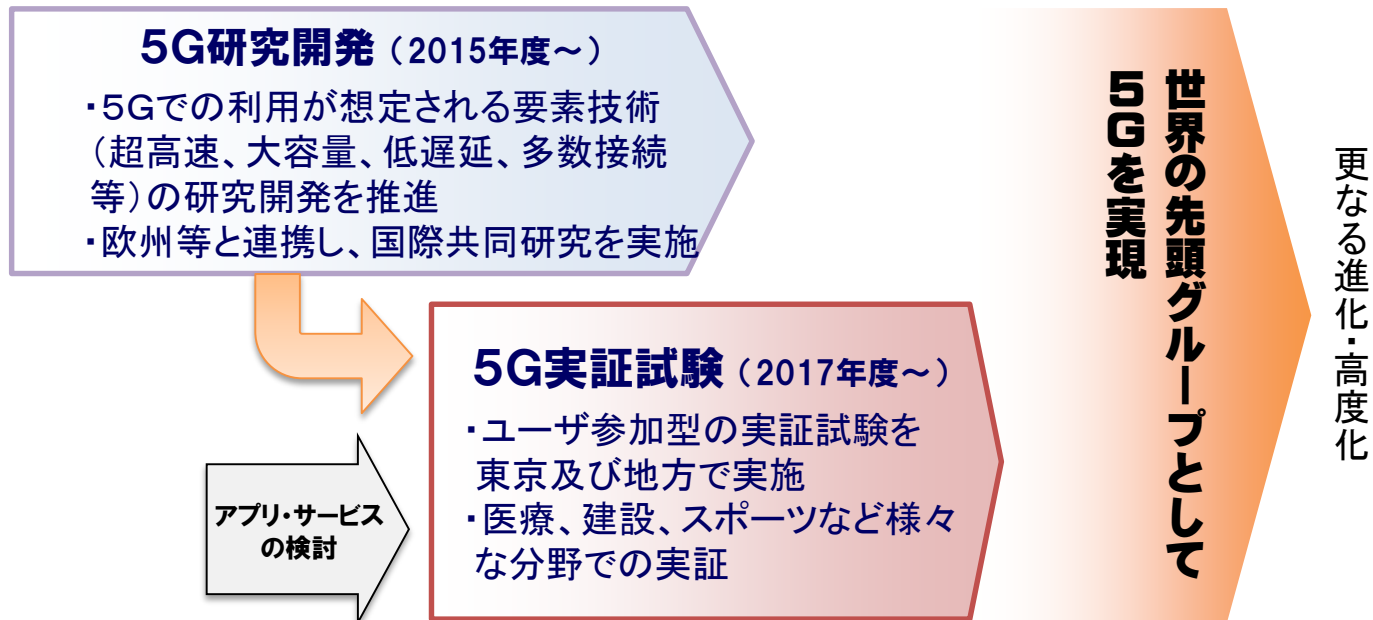 5G研究開発（2015年度～）
・5Gでの利用が想定される要素技術
（超高速、大容量、低遅延、多数接続
等）の研究開発を推進
・欧州等と連携し、国際共同研究を実施
5G実証試験（2017年度～）
・ユーザ参加型の実証試験を
東京及び地方で実施
・医療、建設、スポーツなど様々
な分野での実証
アプリ・サービス
の検討
世界の先頭グループとして
5Gを実現
更なる進化・高度化